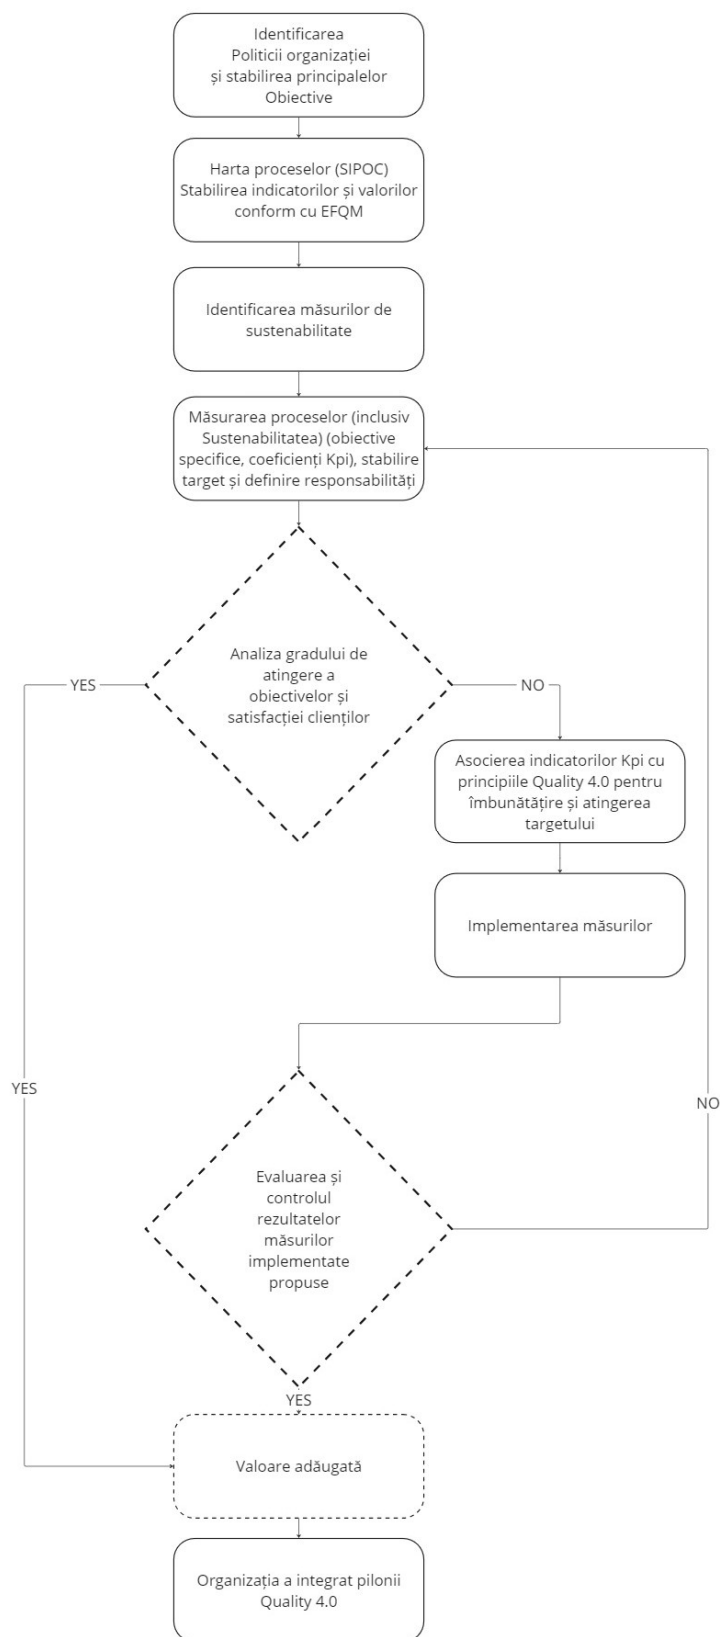 Identificarea
Politicii organizației
și stabilirea principalelor
Obiective
Harta proceselor (SIPOC)
Stabilirea indicatorilor și valorilor
conform cu EFQM
Identificarea măsurilor de
sustenabilitate
Măsurarea proceselor (inclusiv
Sustenabilitatea) (obiective
specifice, coeficienți Kpi), stabilire
target și definire responsabilități
Analiza gradului de
atingere a
obiectivelor și
satisfacției clienților
YES
NO
Asocierea indicatorilor Kpi cu
principiile Quality 4.0 pentru
îmbunătățire și atingerea
targetului
Implementarea măsurilor
YES
NO
Evaluarea și
controlul
rezultatelor
măsurilor
implementate
propuse
YES
Valoare adăugată
Organizația a integrat pilonii
Quality 4.0